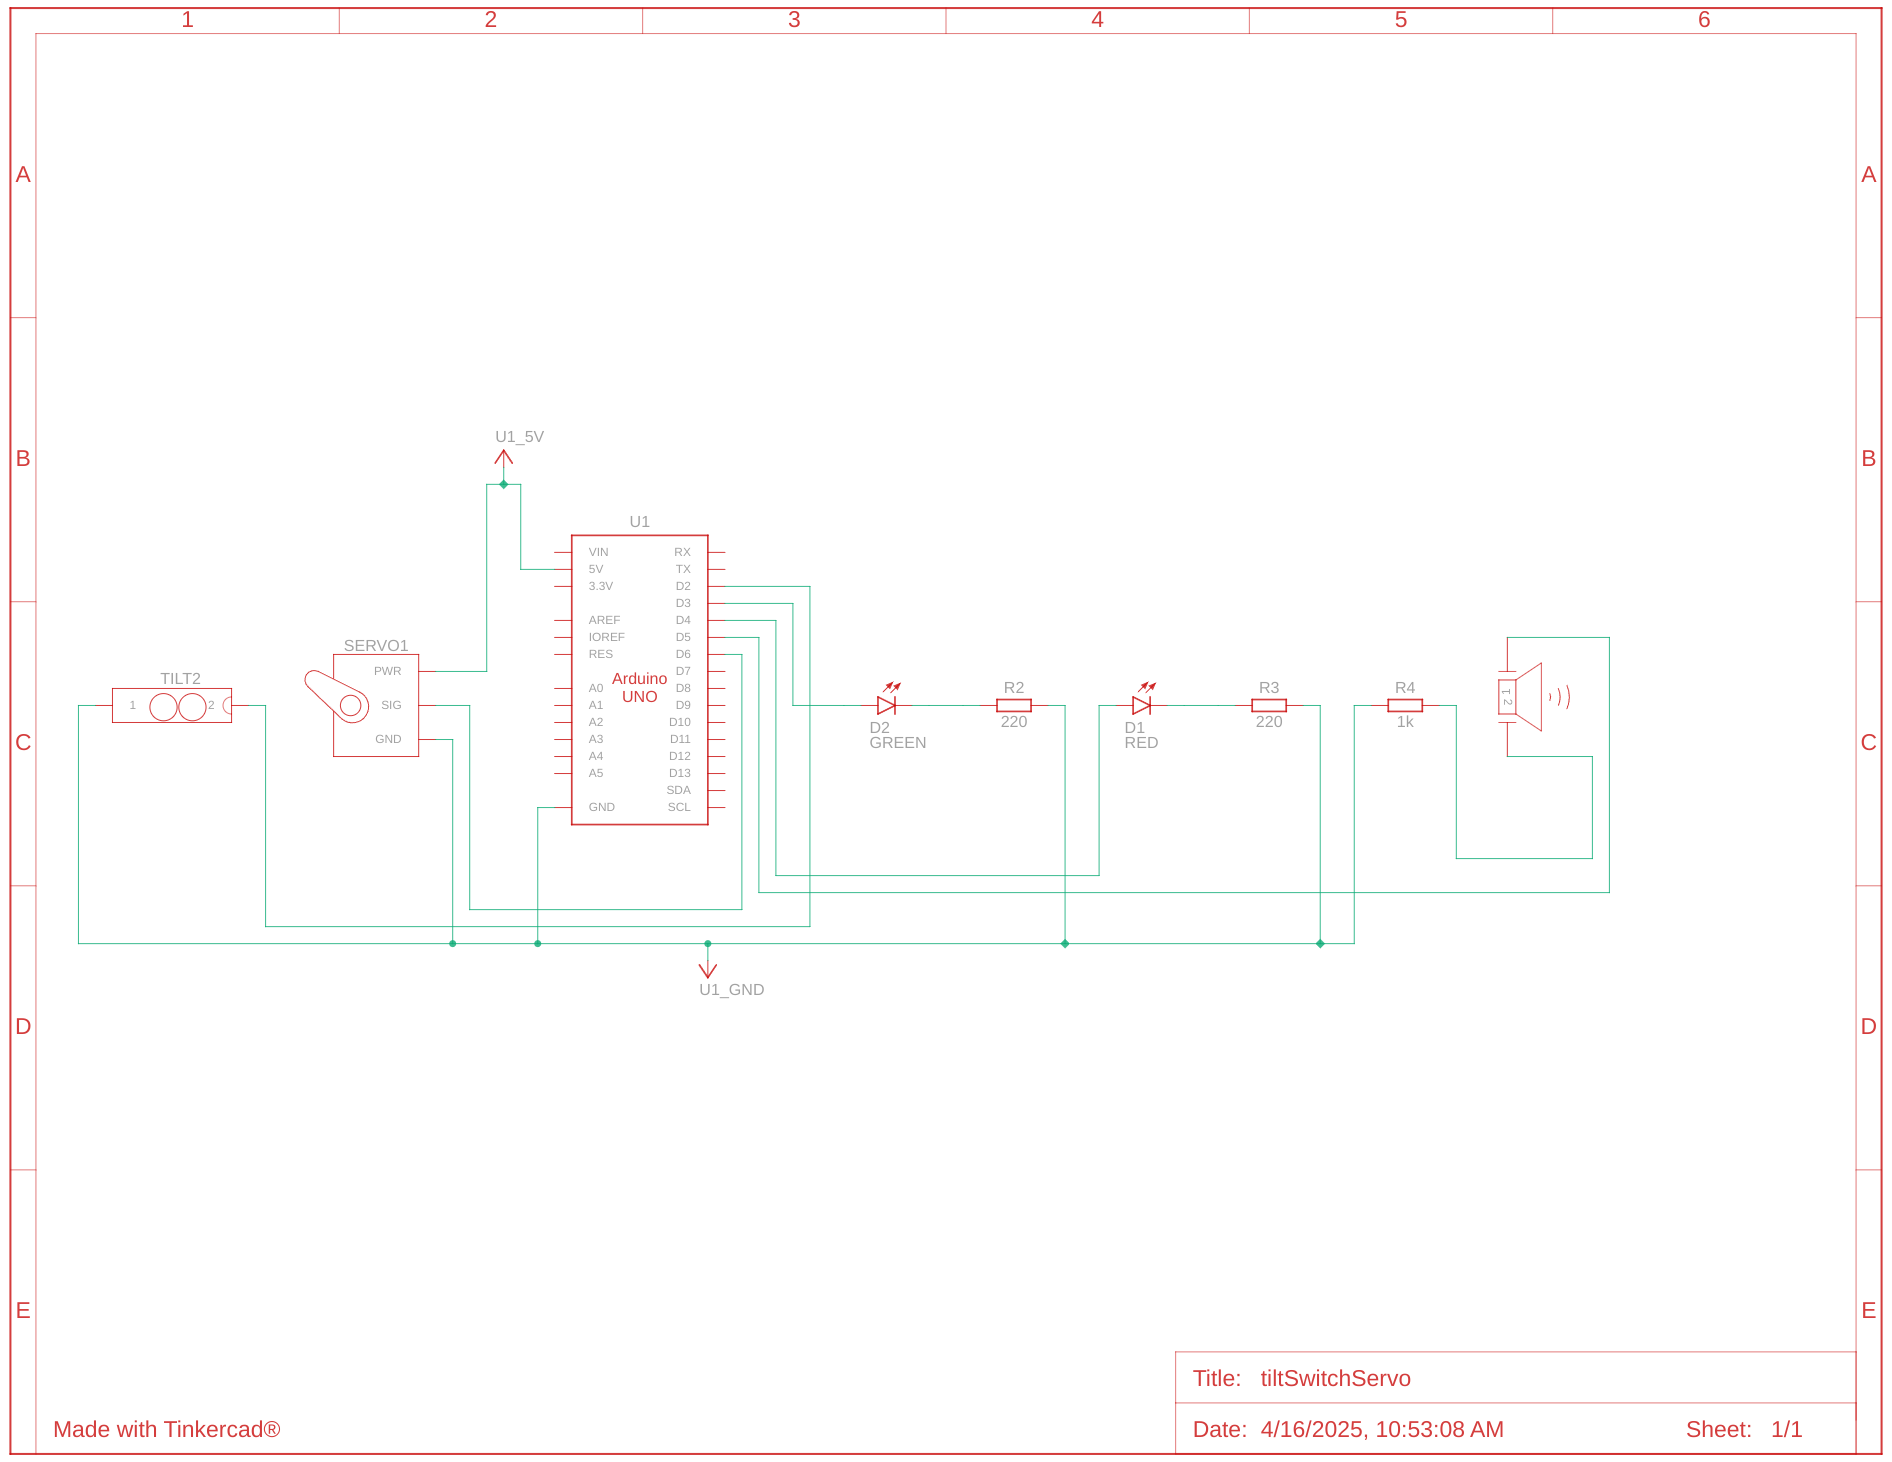 1 2 3 4 5 6
A A
B B
C C
D D
E E
U1_5V
U1
VIN RX
5V TX
3.3V D2
D3
AREF D4
IOREF D5
RES D6
D7
A0 D8
A1 D9
A2 D10
A3 D11
A4 D12
A5 D13
SDA
GND SCL
Arduino
UNO
SERVO1
PWR
SIG
GND
TILT2
1 2
D2
GREEN
R2
220
D1
RED
R3
220
R4
1k
1
2
U1_GND
Title: tiltSwitchServo
Date: 4/16/2025, 10:53:08 AM Sheet: 1/1
Made with Tinkercad®